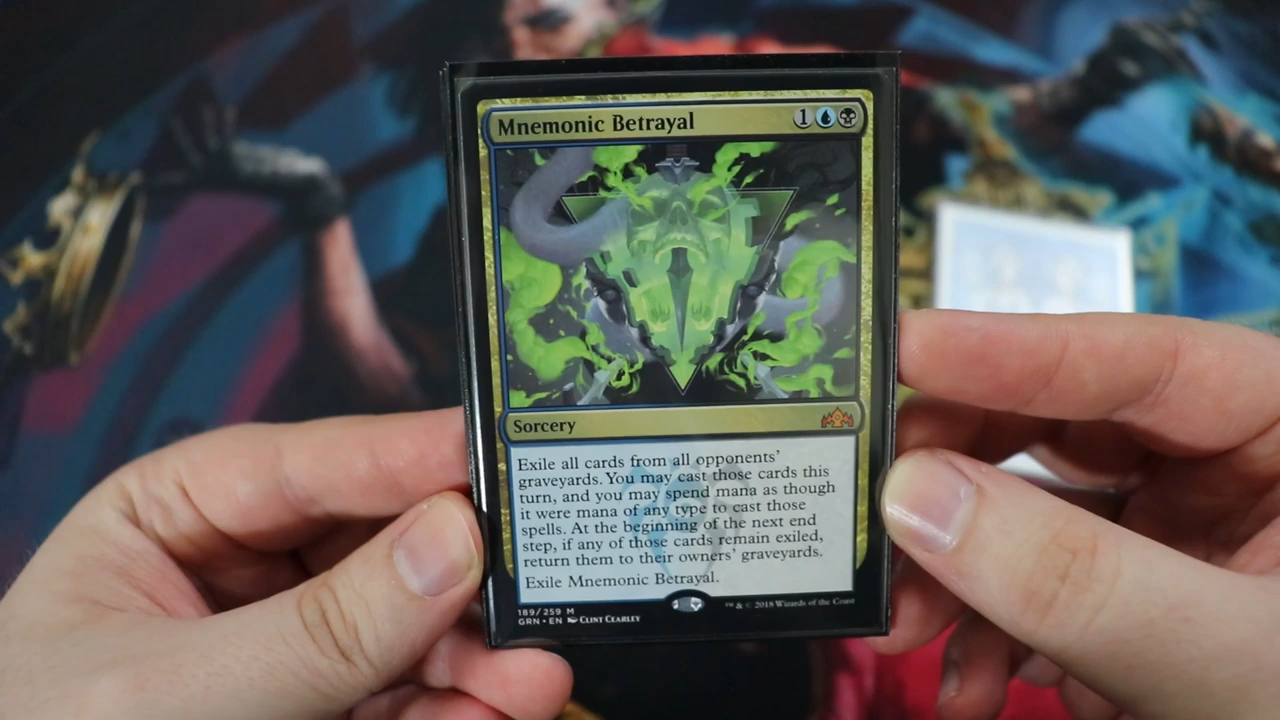 Mnemonic Betrayal 1
Sorcery
Exile all cards from all opponents'
graveyards. You may cast those cards this
turn, and you may spend mana as though
it were mana of any type to cast those
spells. At the beginning of the next end
step, if any of those cards remain exiled,
return them to their owners' graveyards.
Exile Mnemonic Betrayal.
189/259 M
GRN • EN Clint Cearley
™ & © 2018 Wizards of the Coast